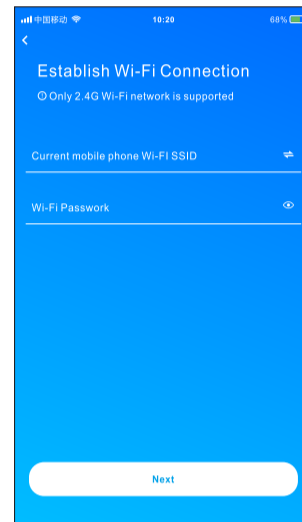 中国移动 10:20 68%
Establish Wi-Fi Connection
Only 2.4G Wi-Fi network is supported
Current mobile phone Wi-FI SSID
Wi-Fi Passwork
Next